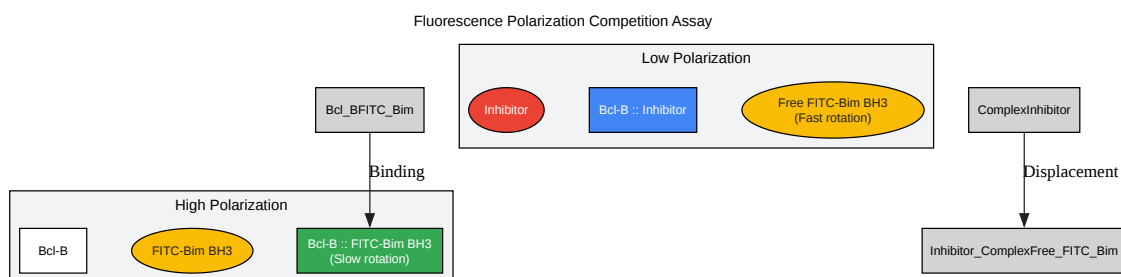 Fluorescence Polarization Competition Assay
Low Polarization
Bcl_BFITC_Bim
Inhibitor
Bcl-B :: Inhibitor
Free FITC-Bim BH3
(Fast rotation)
ComplexInhibitor
Binding
Displacement
High Polarization
Bcl-B
FITC-Bim BH3
Bcl-B :: FITC-Bim BH3
(Slow rotation)
Inhibitor_ComplexFree_FITC_Bim